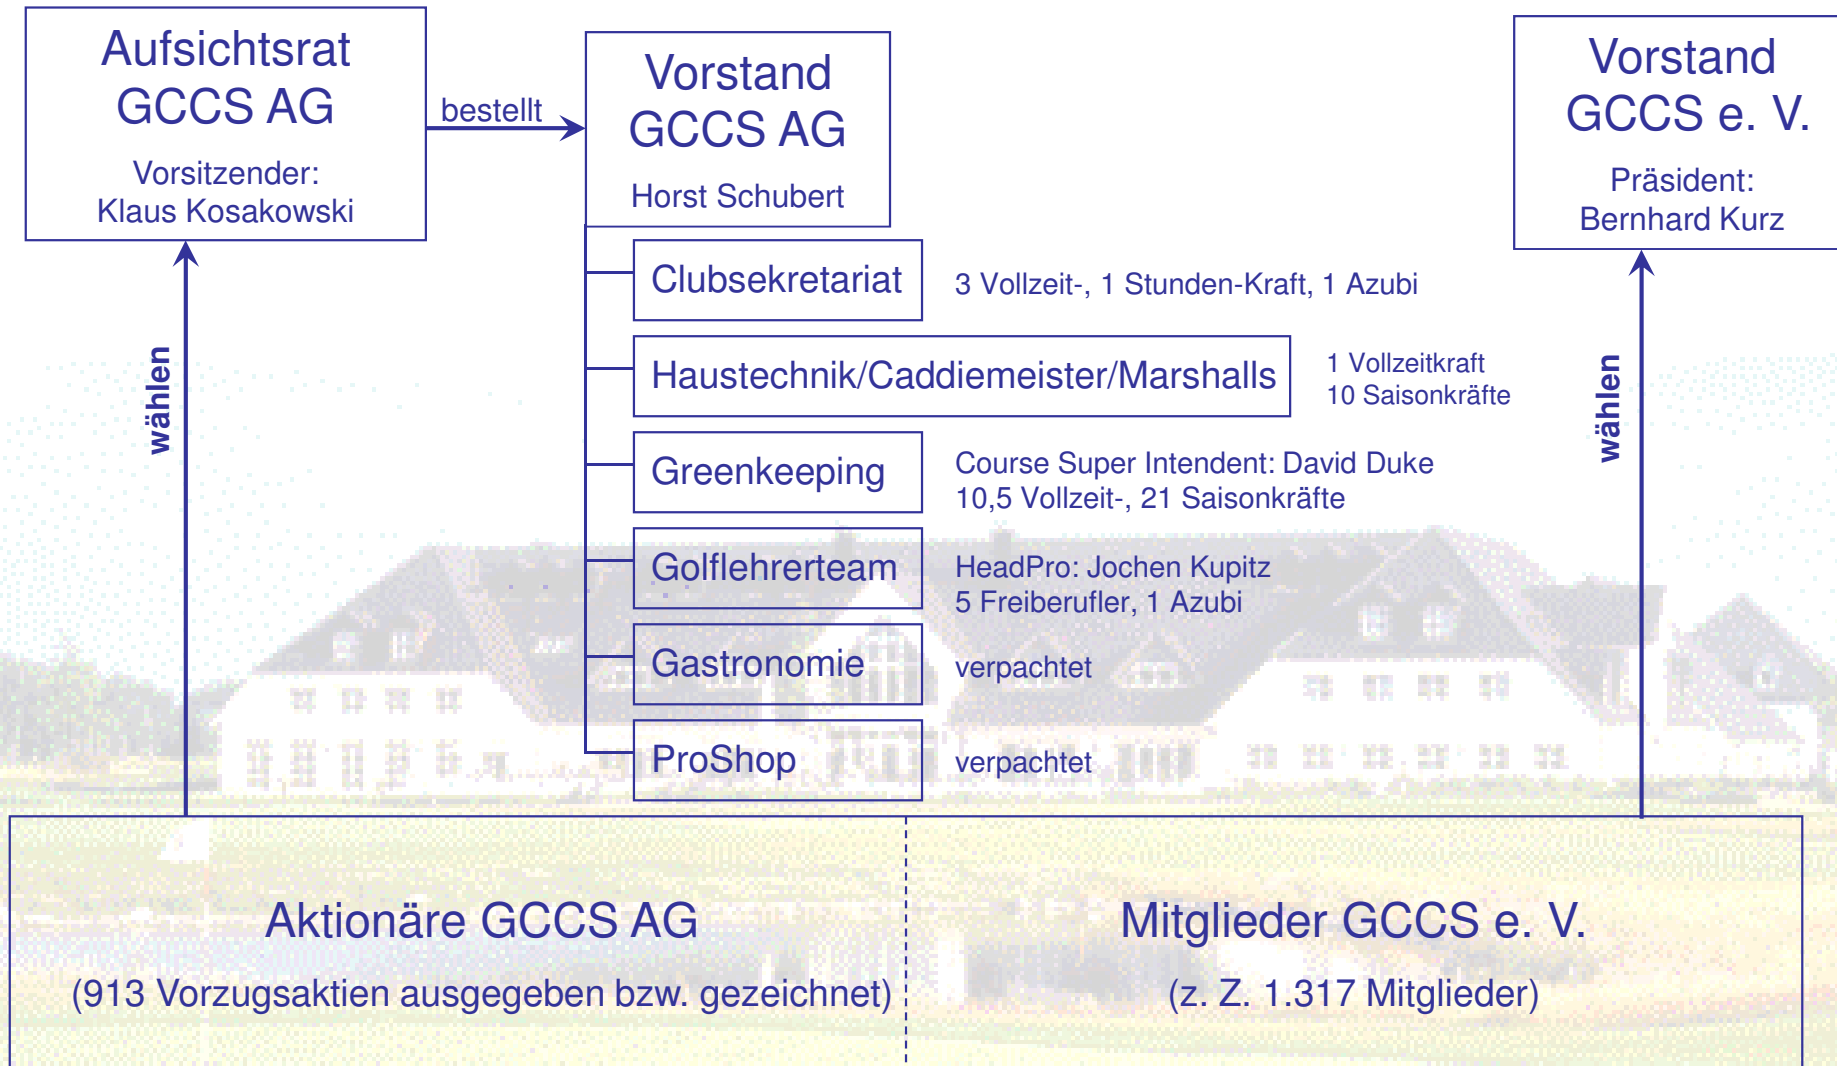 Aufsichtsrat
GCCS AG
Vorsitzender:
Klaus Kosakowski
bestellt
Vorstand
GCCS AG
Horst Schubert
Vorstand
GCCS e. V.
Präsident:
Bernhard Kurz
Clubsekretariat
3 Vollzeit-, 1 Stunden-Kraft, 1 Azubi
Haustechnik/Caddiemeister/Marshalls
1 Vollzeitkraft
10 Saisonkräfte
Greenkeeping
Course Super Intendent: David Duke
10,5 Vollzeit-, 21 Saisonkräfte
Golflehrerteam
HeadPro: Jochen Kupitz
5 Freiberufler, 1 Azubi
Gastronomie
verpachtet
ProShop
verpachtet
wählen
wählen
Aktionäre GCCS AG
(913 Vorzugsaktien ausgegeben bzw. gezeichnet)
Mitglieder GCCS e. V.
(z. Z. 1.317 Mitglieder)